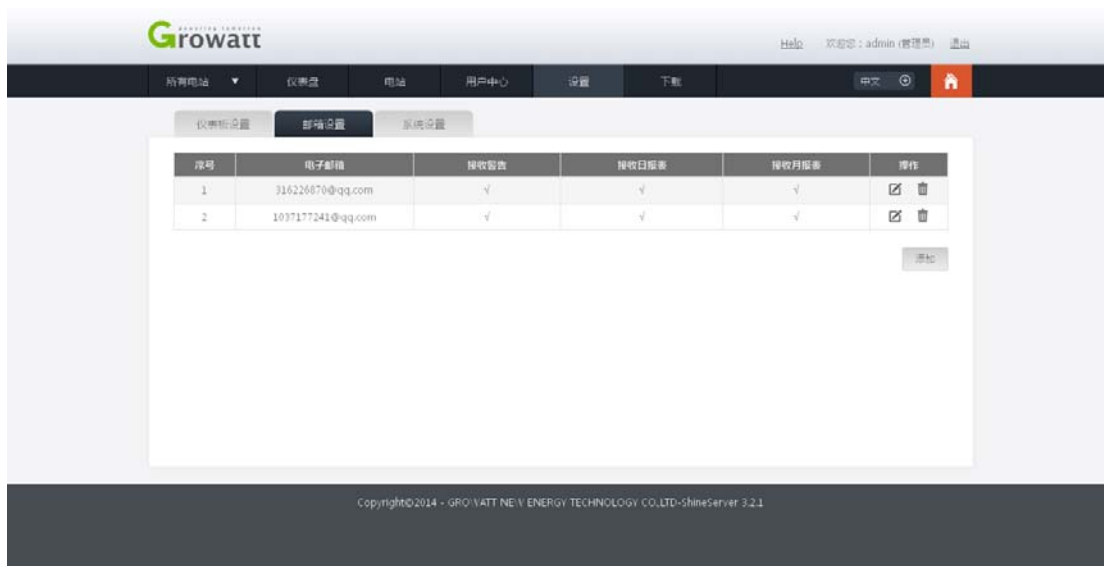 Growatt
Help 欢迎您：admin (管理员) 退出
所有电站 ▼ 仪表盘 电站 用户中心 设置 下载 中文
仪表板设置 邮箱设置 系统设置
序号 电子邮箱 接收警告 接收日报表 接收月报表 操作
1 316226870@qq.com √ √ √
2 1037177241@qq.com √ √ √
添加
Copyright©2014 - GROWATT NEW ENERGY TECHNOLOGY CO.,LTD-ShineServer 3.2.1